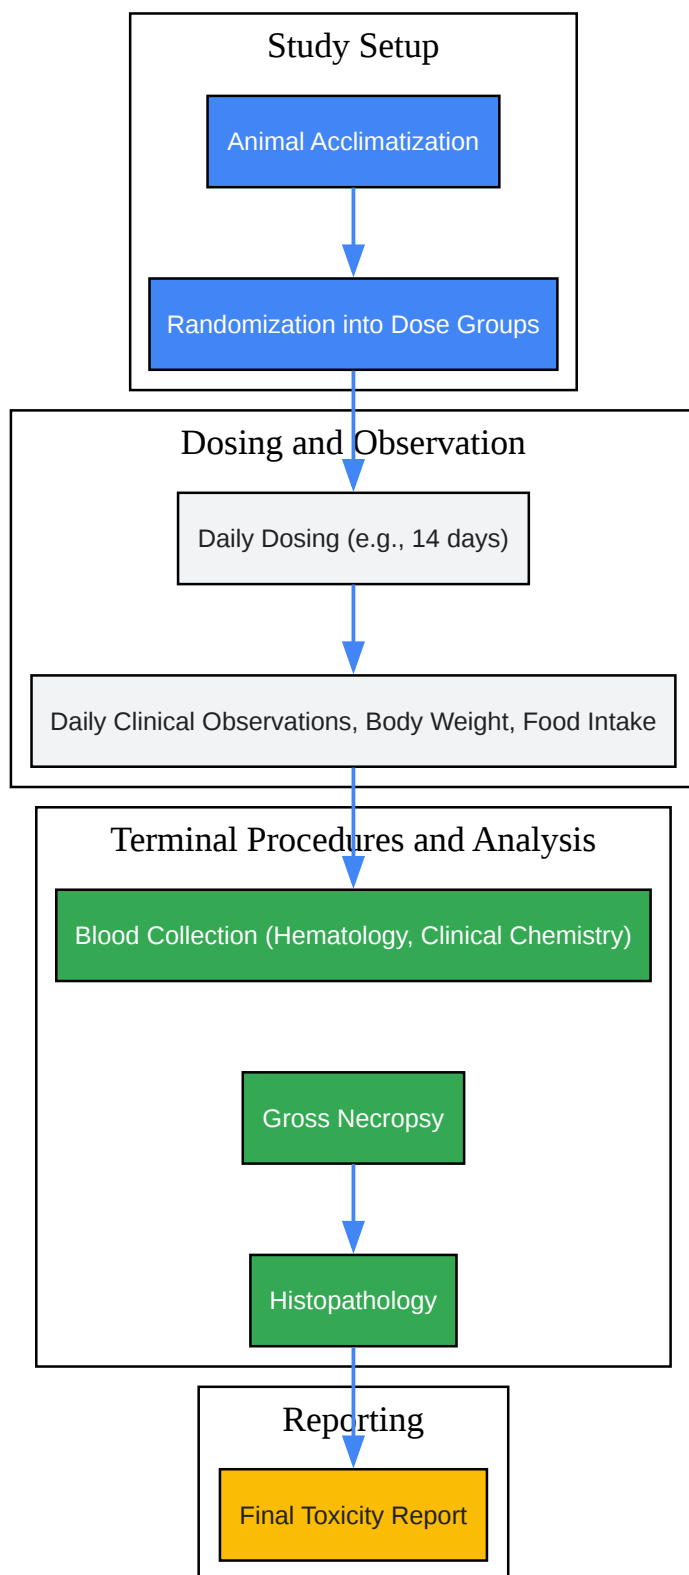 Study Setup
Animal Acclimatization
Randomization into Dose Groups
Dosing and Observation
Daily Dosing (e.g., 14 days)
Daily Clinical Observations, Body Weight, Food Intake
Terminal Procedures and Analysis
Blood Collection (Hematology, Clinical Chemistry)
Gross Necropsy
Histopathology
Reporting
Final Toxicity Report